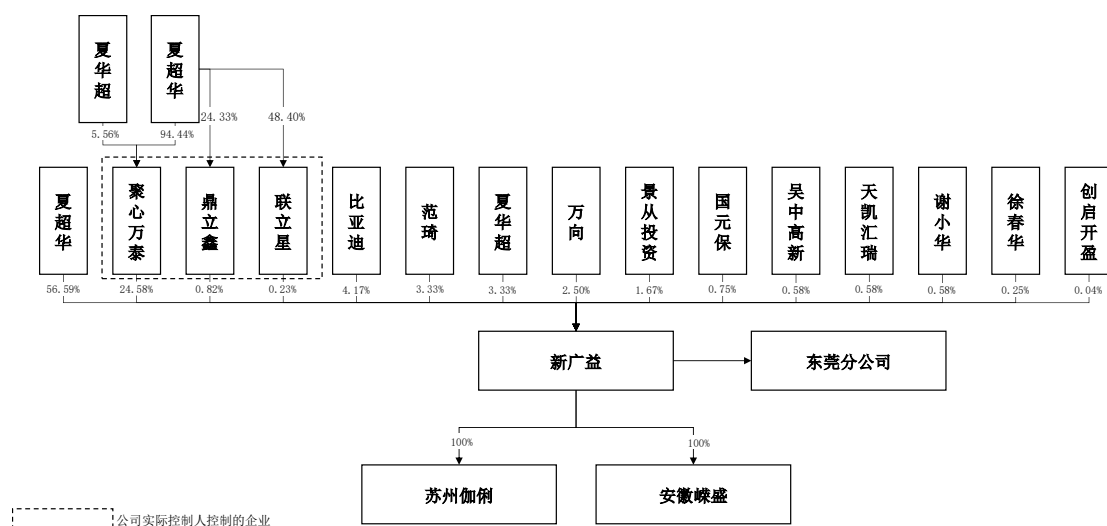 夏华超
夏超华
24.33%
48.40%
5.56%
94.44%
夏超华
聚心万泰
鼎立鑫
联立星
比亚迪
范琦
夏华超
万向
景从投资
国元保
吴中高新
天凯汇瑞
谢小华
徐春华
创启开盈
56.59%
24.58%
0.82%
0.23%
4.17%
3.33%
3.33%
2.50%
1.67%
0.75%
0.58%
0.58%
0.58%
0.25%
0.04%
新广益
东莞分公司
100%
100%
苏州伽俐
安徽嵘盛
公司实际控制人控制的企业